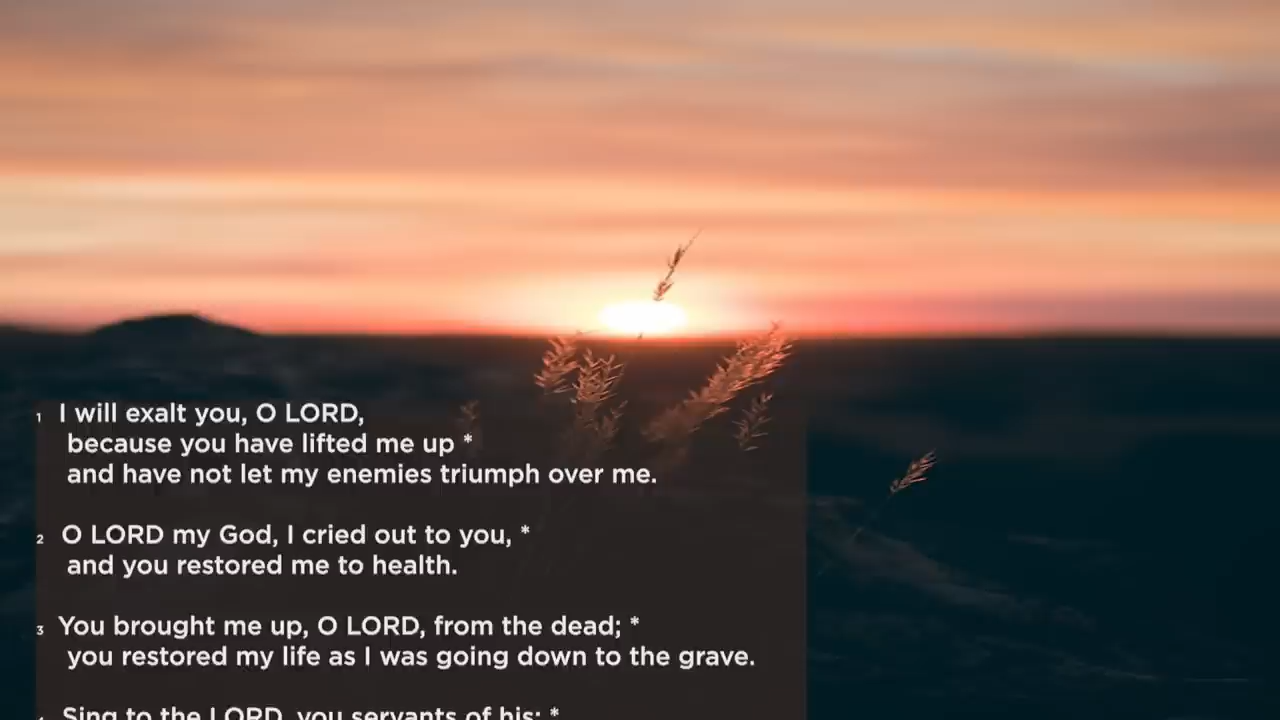 1 I will exalt you, O LORD,
because you have lifted me up *
and have not let my enemies triumph over me.
2 O LORD my God, I cried out to you, *
and you restored me to health.
3 You brought me up, O LORD, from the dead; *
you restored my life as I was going down to the grave.
4 Sing to the LORD, you servants of his; *